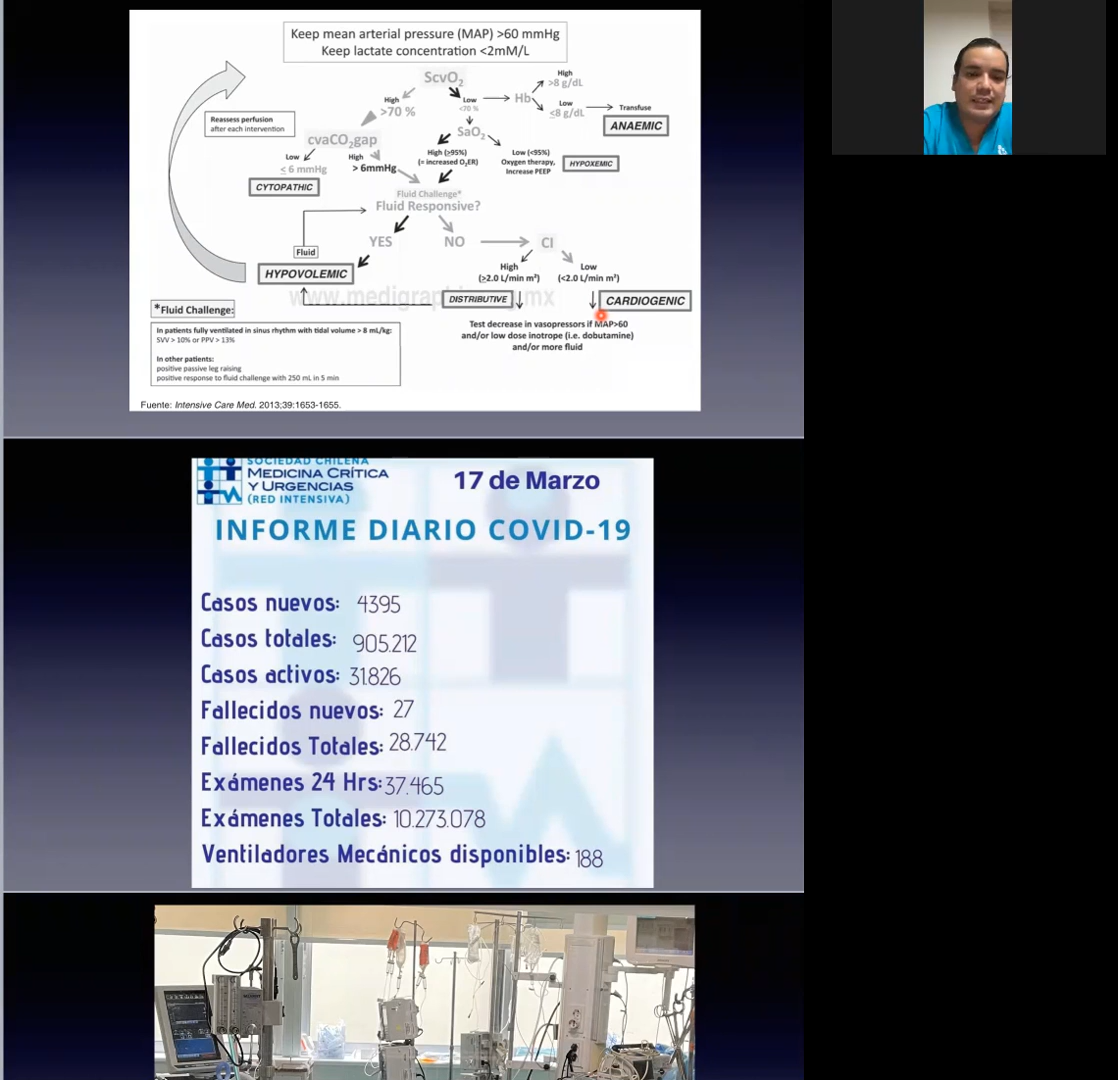 Keep mean arterial pressure (MAP) >60 mmHg
Keep lactate concentration <2mM/L
ScvO2
High
>70 %
Low
<70 %
Hb
High
>8 g/dL
Low
≤8 g/dL
Transfuse
ANAEMIC
Reassess perfusion
after each intervention
cvaCO2gap
SaO2
Low
≤ 6 mmHg
High
> 6mmHg
High (≥95%)
(= increased O2ER)
Low (<95%)
Oxygen therapy,
Increase PEEP
HYPOXEMIC
CYTOPATHIC
Fluid Challenge*
Fluid Responsive?
YES
NO
CI
Fluid
HYPOVOLEMIC
High
(≥2.0 L/min m²)
Low
(<2.0 L/min m²)
DISTRIBUTIVE
CARDIOGENIC
*Fluid Challenge:
Test decrease in vasopressors if MAP>60
and/or low dose inotrope (i.e. dobutamine)
and/or more fluid
In patients fully ventilated in sinus rhythm with tidal volume > 8 mL/kg:
SVV > 10% or PPV > 13%
In other patients:
positive passive leg raising
positive response to fluid challenge with 250 mL in 5 min
Fuente: Intensive Care Med. 2013;39:1653-1655.
SOCIEDAD CHILENA
MEDICINA CRÍTICA
Y URGENCIAS
(RED INTENSIVA)
17 de Marzo
INFORME DIARIO COVID-19
Casos nuevos: 4395
Casos totales: 905.212
Casos activos: 31.826
Fallecidos nuevos: 27
Fallecidos Totales: 28.742
Exámenes 24 Hrs: 37.465
Exámenes Totales: 10.273.078
Ventiladores Mecánicos disponibles: 188